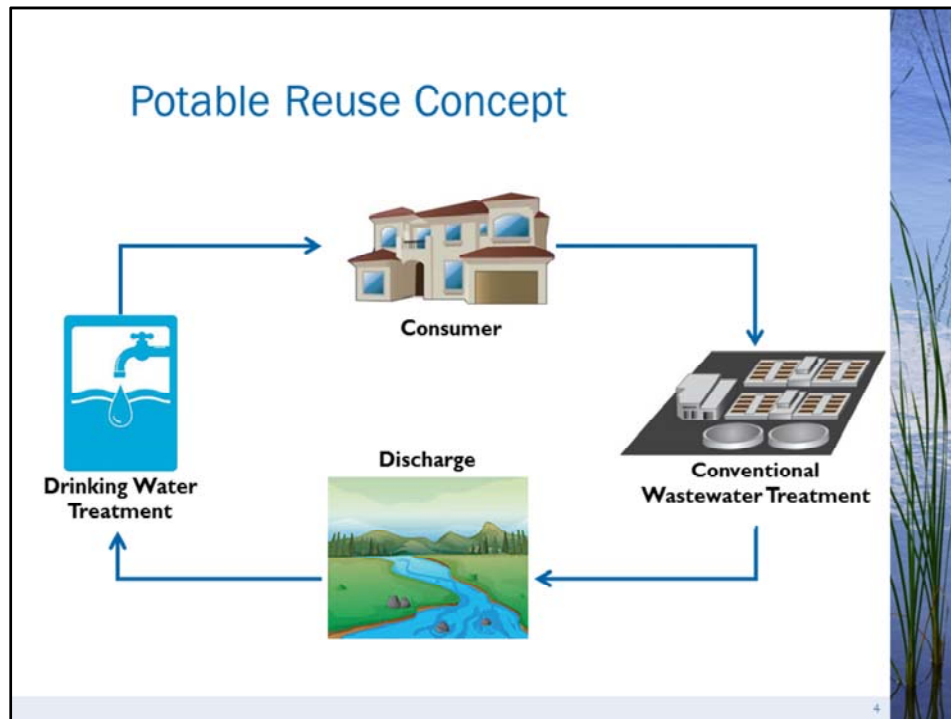 Potable Reuse Concept
Consumer
Conventional
Wastewater Treatment
Discharge
Drinking Water
Treatment
4